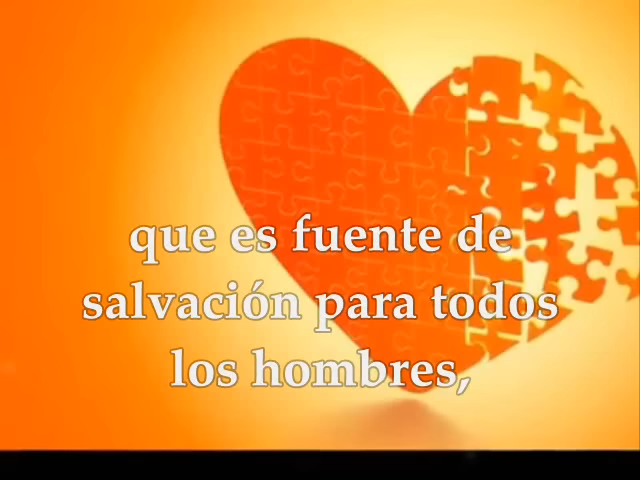 que es fuente de
salvación para todos
los hombres,